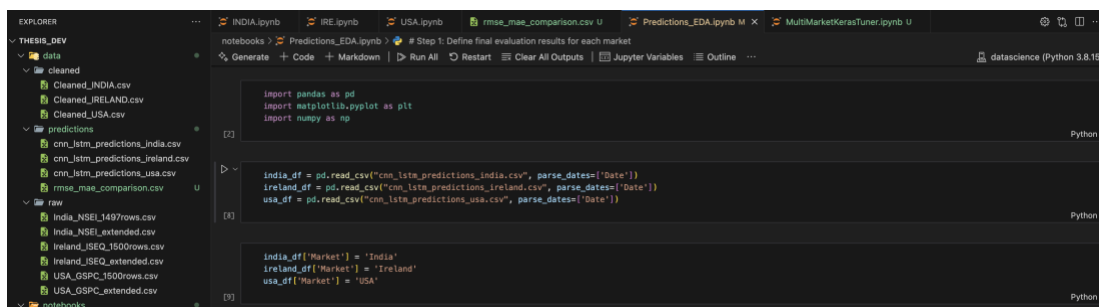 EXPLORER
INDIA.ipynb IRE.ipynb USA.ipynb rmse_mae_comparison.csv U Predictions_EDA.ipynb M × MultiMarketKerasTuner.ipynb U
THESIS_DEV
data
cleaned
Cleaned_INDIA.csv
Cleaned_IRELAND.csv
Cleaned_USA.csv
predictions
cnn_lstm_predictions_india.csv
cnn_lstm_predictions_ireland.csv
cnn_lstm_predictions_usa.csv
rmse_mae_comparison.csv U
raw
India_NSEI_1497rows.csv
India_NSEI_extended.csv
Ireland_ISEQ_1500rows.csv
Ireland_ISEQ_extended.csv
USA_GSPC_1500rows.csv
USA_GSPC_extended.csv
notebooks
notebooks > Predictions_EDA.ipynb > # Step 1: Define final evaluation results for each market
Generate + Code + Markdown | Run All Restart Clear All Outputs | Jupyter Variables Outline ... datascience (Python 3.8.15
import pandas as pd
import matplotlib.pyplot as plt
import numpy as np
[2] Python
india_df = pd.read_csv("cnn_lstm_predictions_india.csv", parse_dates=['Date'])
ireland_df = pd.read_csv("cnn_lstm_predictions_ireland.csv", parse_dates=['Date'])
usa_df = pd.read_csv("cnn_lstm_predictions_usa.csv", parse_dates=['Date'])
[8] Python
india_df['Market'] = 'India'
ireland_df['Market'] = 'Ireland'
usa_df['Market'] = 'USA'
[9] Python